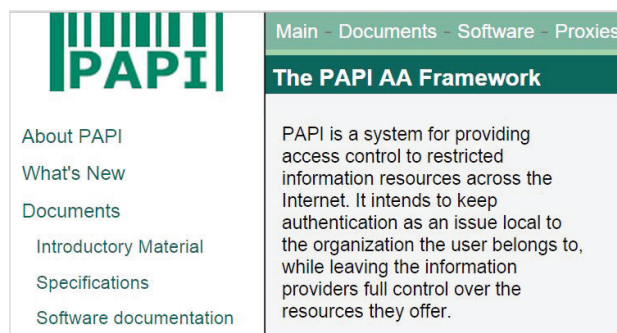 PAPI
About PAPI
What's New
Documents
Introductory Material
Specifications
Software documentation
Main - Documents - Software - Proxies
The PAPI AA Framework
PAPI is a system for providing
access control to restricted
information resources across the
Internet. It intends to keep
authentication as an issue local to
the organization the user belongs to,
while leaving the information
providers full control over the
resources they offer.